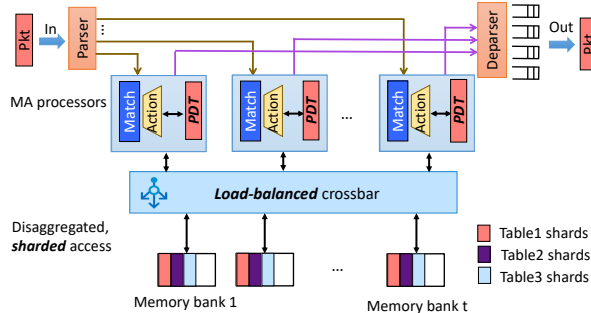 Pkt
In
Parser
Deparser
Out
Pkt
MA processors
Match
Action
PDT
Match
Action
PDT
...
Match
Action
PDT
Load-balanced crossbar
Disaggregated,
sharded access
Table1 shards
Table2 shards
Table3 shards
...
Memory bank 1
Memory bank t